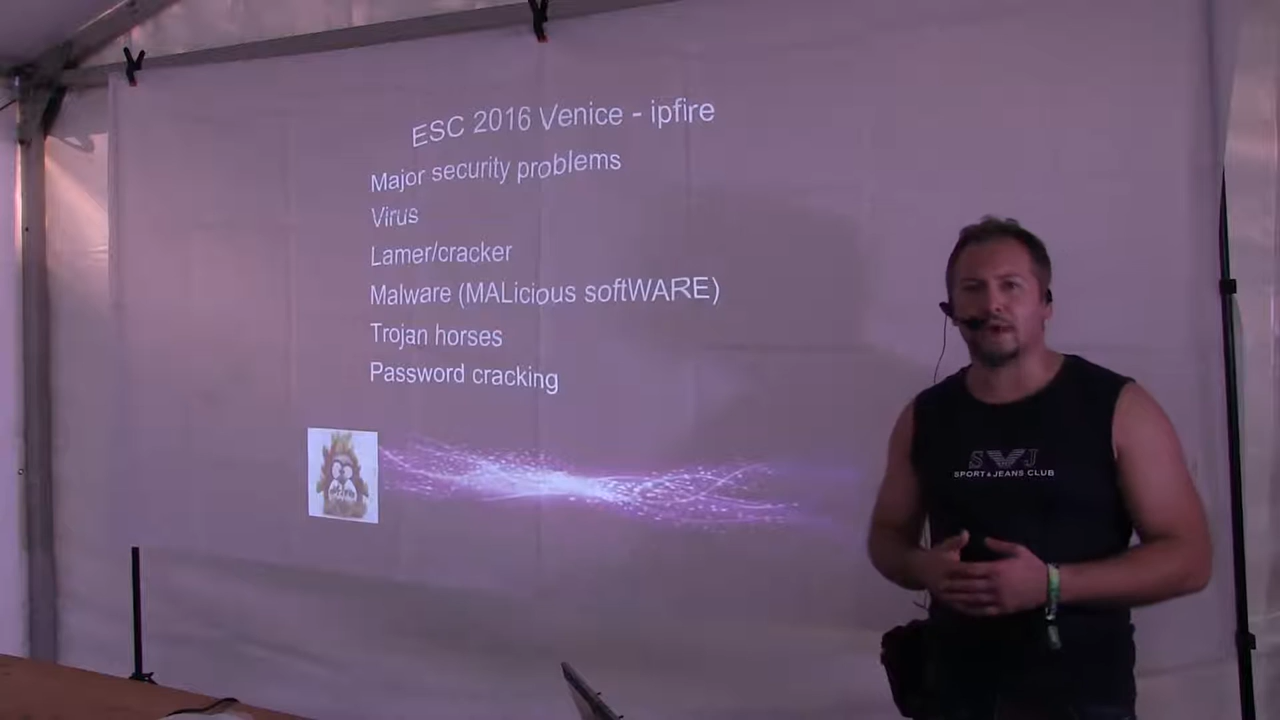 ESC 2016 Venice - ipfire
Major security problems
Virus
Lamer/cracker
Malware (MALicious softWARE)
Trojan horses
Password cracking
S J
SPORT & JEANS CLUB